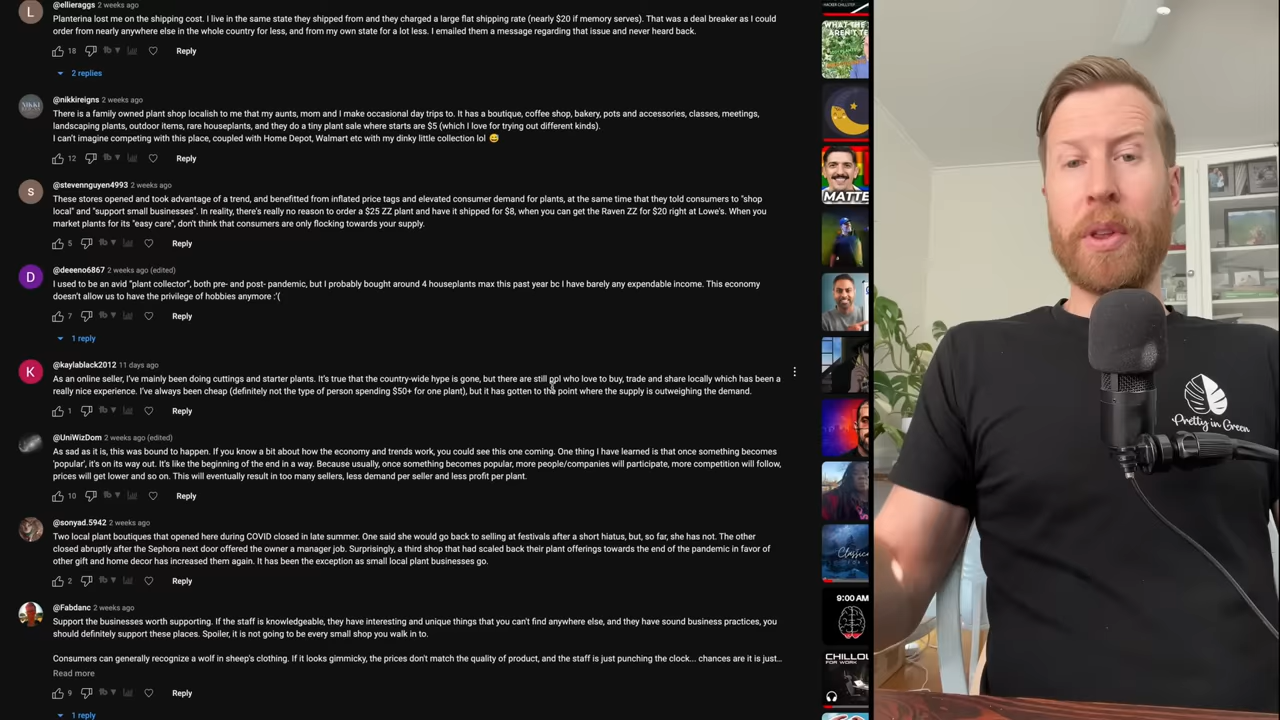 @ellieraggs 2 weeks ago
Planterina lost me on the shipping cost. I live in the same state they shipped from and they charged a large flat shipping rate (nearly $20 if memory serves). That was a deal breaker as I could
order from nearly anywhere else in the whole country for less, and from my own state for a lot less. I emailed them a message regarding that issue and never heard back.
18 Reply
2 replies
@nikkireigns 2 weeks ago
There is a family owned plant shop localish to me that my aunts, mom and I make occasional day trips to. It has a boutique, coffee shop, bakery, pots and accessories, classes, meetings,
landscaping plants, outdoor items, rare houseplants, and they do a tiny plant sale where starts are $5 (which I love for trying out different kinds).
I can't imagine competing with this place, coupled with Home Depot, Walmart etc with my dinky little collection lol 😅
12 Reply
S
@stevennguyen4993 2 weeks ago
These stores opened and took advantage of a trend, and benefitted from inflated price tags and elevated consumer demand for plants, at the same time that they told consumers to "shop
local" and "support small businesses". In reality, there's really no reason to order a $25 ZZ plant and have it shipped for $8, when you can get the Raven ZZ for $20 right at Lowe's. When you
market plants for its "easy care", don't think that consumers are only flocking towards your supply.
5 Reply
D
@deeeno6867 2 weeks ago (edited)
I used to be an avid "plant collector", both pre- and post- pandemic, but I probably bought around 4 houseplants max this past year bc I have barely any expendable income. This economy
doesn't allow us to have the privilege of hobbies anymore :'(
7 Reply
1 reply
K
@kaylablack2012 11 days ago
As an online seller, I've mainly been doing cuttings and starter plants. It's true that the country-wide hype is gone, but there are still ppl who love to buy, trade and share locally which has been a
really nice experience. I've always been cheap (definitely not the type of person spending $50+ for one plant), but it has gotten to the point where the supply is outweighing the demand.
1 Reply
@UniWizDom 2 weeks ago (edited)
As sad as it is, this was bound to happen. If you know a bit about how the economy and trends work, you could see this one coming. One thing I have learned is that once something becomes
'popular', it's on its way out. It's like the beginning of the end in a way. Because usually, once something becomes popular, more people/companies will participate, more competition will follow,
prices will get lower and so on. This will eventually result in too many sellers, less demand per seller and less profit per plant.
10 Reply
@sonyad.5942 2 weeks ago
Two local plant boutiques that opened here during COVID closed in late summer. One said she would go back to selling at festivals after a short hiatus, but, so far, she has not. The other
closed abruptly after the Sephora next door offered the owner a manager job. Surprisingly, a third shop that had scaled back their plant offerings towards the end of the pandemic in favor of
other gift and home decor has increased them again. It has been the exception as small local plant businesses go.
2 Reply
@Fabdanc 2 weeks ago
Support the businesses worth supporting. If the staff is knowledgeable, they have interesting and unique things that you can't find anywhere else, and they have sound business practices, you
should definitely support these places. Spoiler, it is not going to be every small shop you walk in to.
Consumers can generally recognize a wolf in sheep's clothing. If it looks gimmicky, the prices don't match the quality of product, and the staff is just punching the clock... chances are it is just...
Read more
9 Reply
1 reply
L
WHAT THE
AREN'T TE
MATTE
9:00 AM
CHILLOU
FOR WORK
Pretty in Green